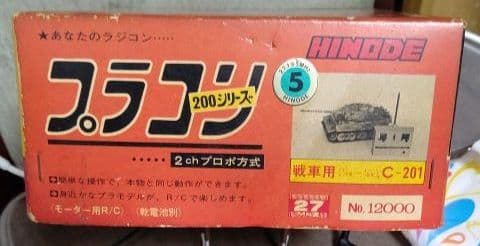 ★あなたのラジコン‥‥‥
HINODE
プラコン
200シリーズ
5
HINODE
‥‥‥2chプロポ方式
戦車用
C-201
●簡単な操作で、本物と同じ動作ができます。
●身近かなプラモデルが、R/Cで楽しめます。
(モーター用R/C) (乾電池別)
27
No.12000